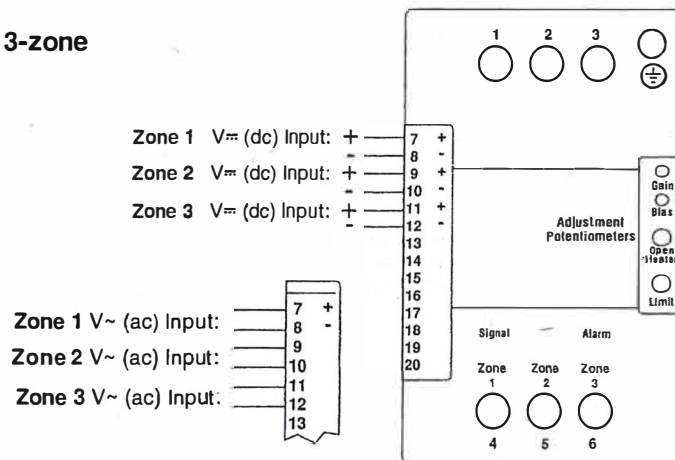 3-zone
1 2 3
Zone 1 V⎓ (dc) Input: + 7 +
- 8 -
Zone 2 V⎓ (dc) Input: + 9 +
- 10 -
Zone 3 V⎓ (dc) Input: + 11 +
- 12 -
13
14
15
16
17
18
19
20
Gain
Bias
Adjustment
Potentiometers
Open
Heater
Limit
7 +
Zone 1 V~ (ac) Input: 8 -
9
Zone 2 V~ (ac) Input: 10
11
Zone 3 V~ (ac) Input: 12
13
Signal Alarm
Zone Zone Zone
1 2 3
4 5 6